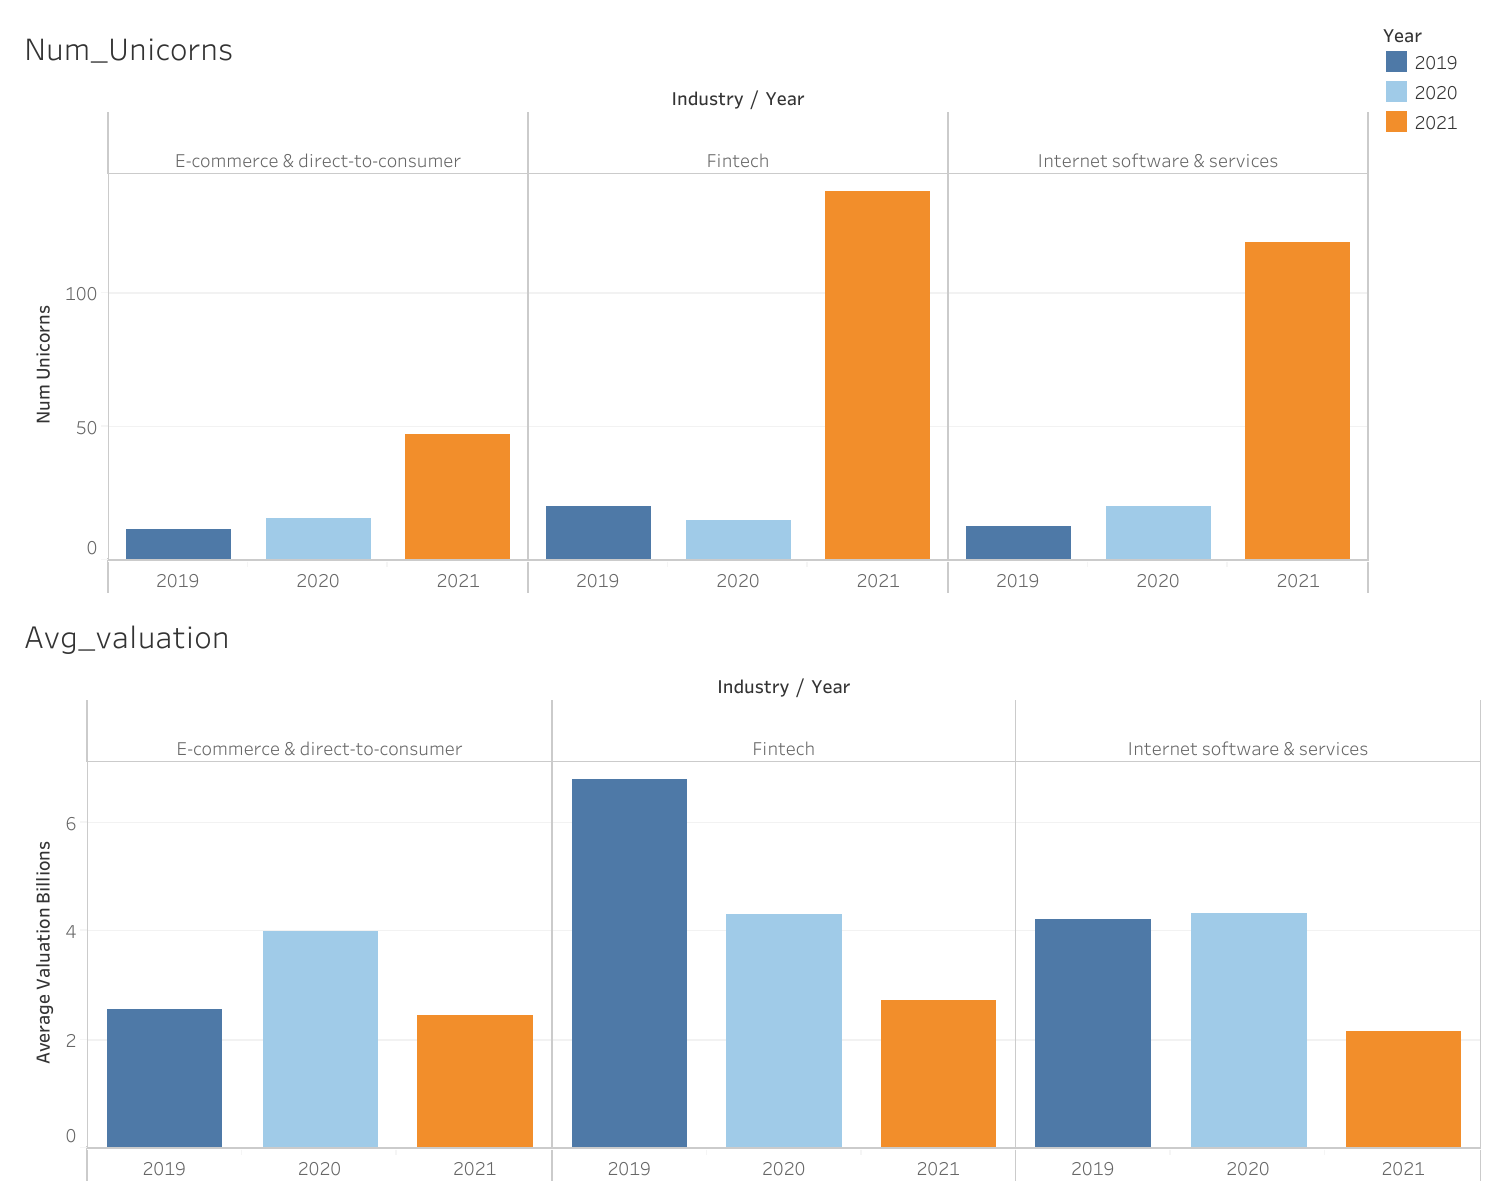 Num_Unicorns
Year
2019
2020
2021
Industry / Year
E-commerce & direct-to-consumer
Fintech
Internet software & services
Num Unicorns
100
50
0
2019 2020 2021 2019 2020 2021 2019 2020 2021
Avg_valuation
Industry / Year
E-commerce & direct-to-consumer
Fintech
Internet software & services
Average Valuation Billions
6
4
2
0
2019 2020 2021 2019 2020 2021 2019 2020 2021